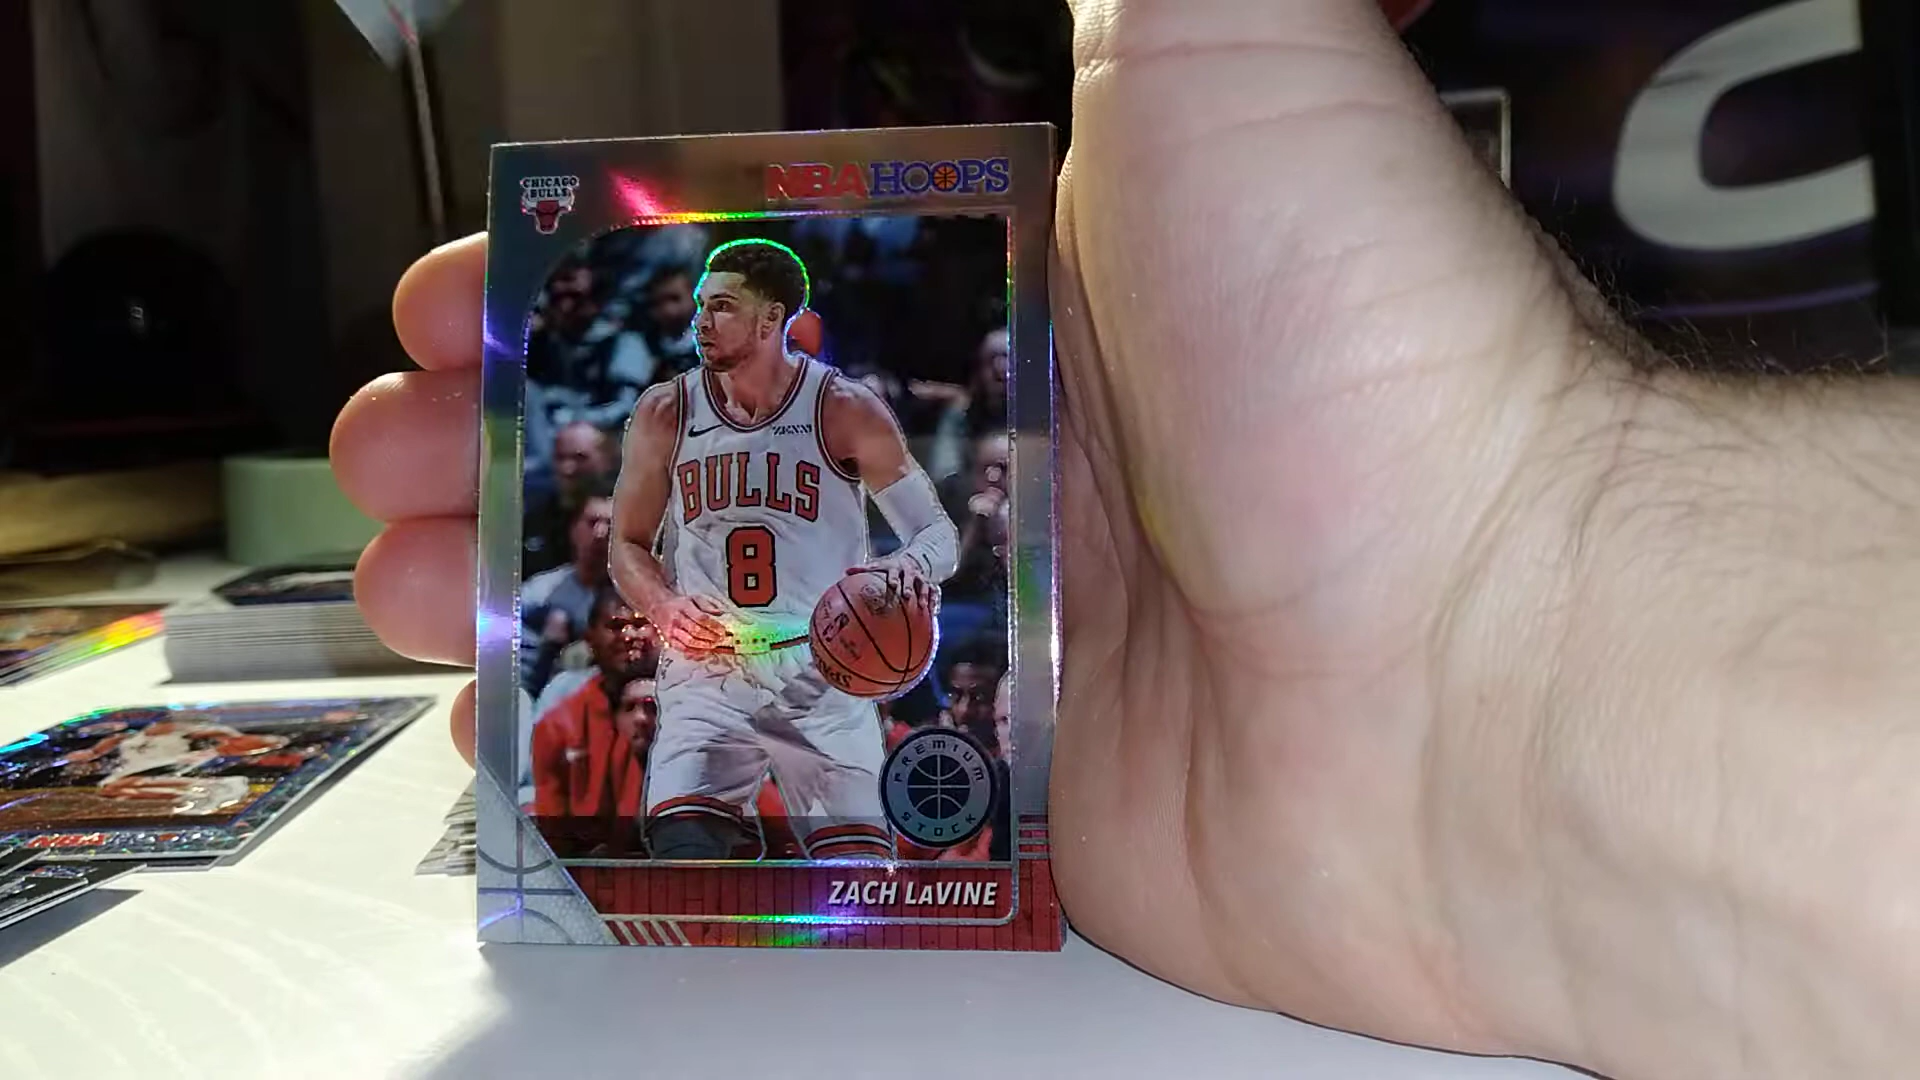 CHICAGO
BULLS
NBA HOOPS
BULLS
8
PREMIUM
STOCK
ZACH LaVINE
C